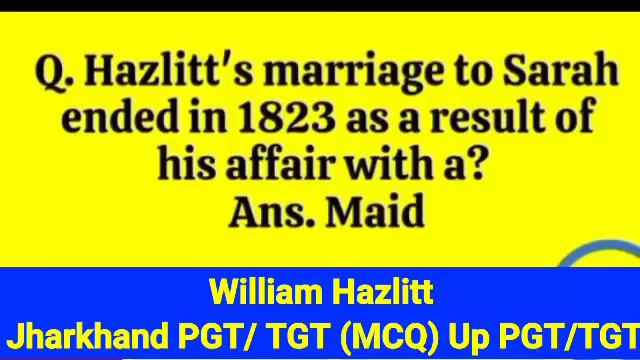 Q. Hazlitt's marriage to Sarah
ended in 1823 as a result of
his affair with a?
Ans. Maid
William Hazlitt
Jharkhand PGT/ TGT (MCQ) Up PGT/TGT